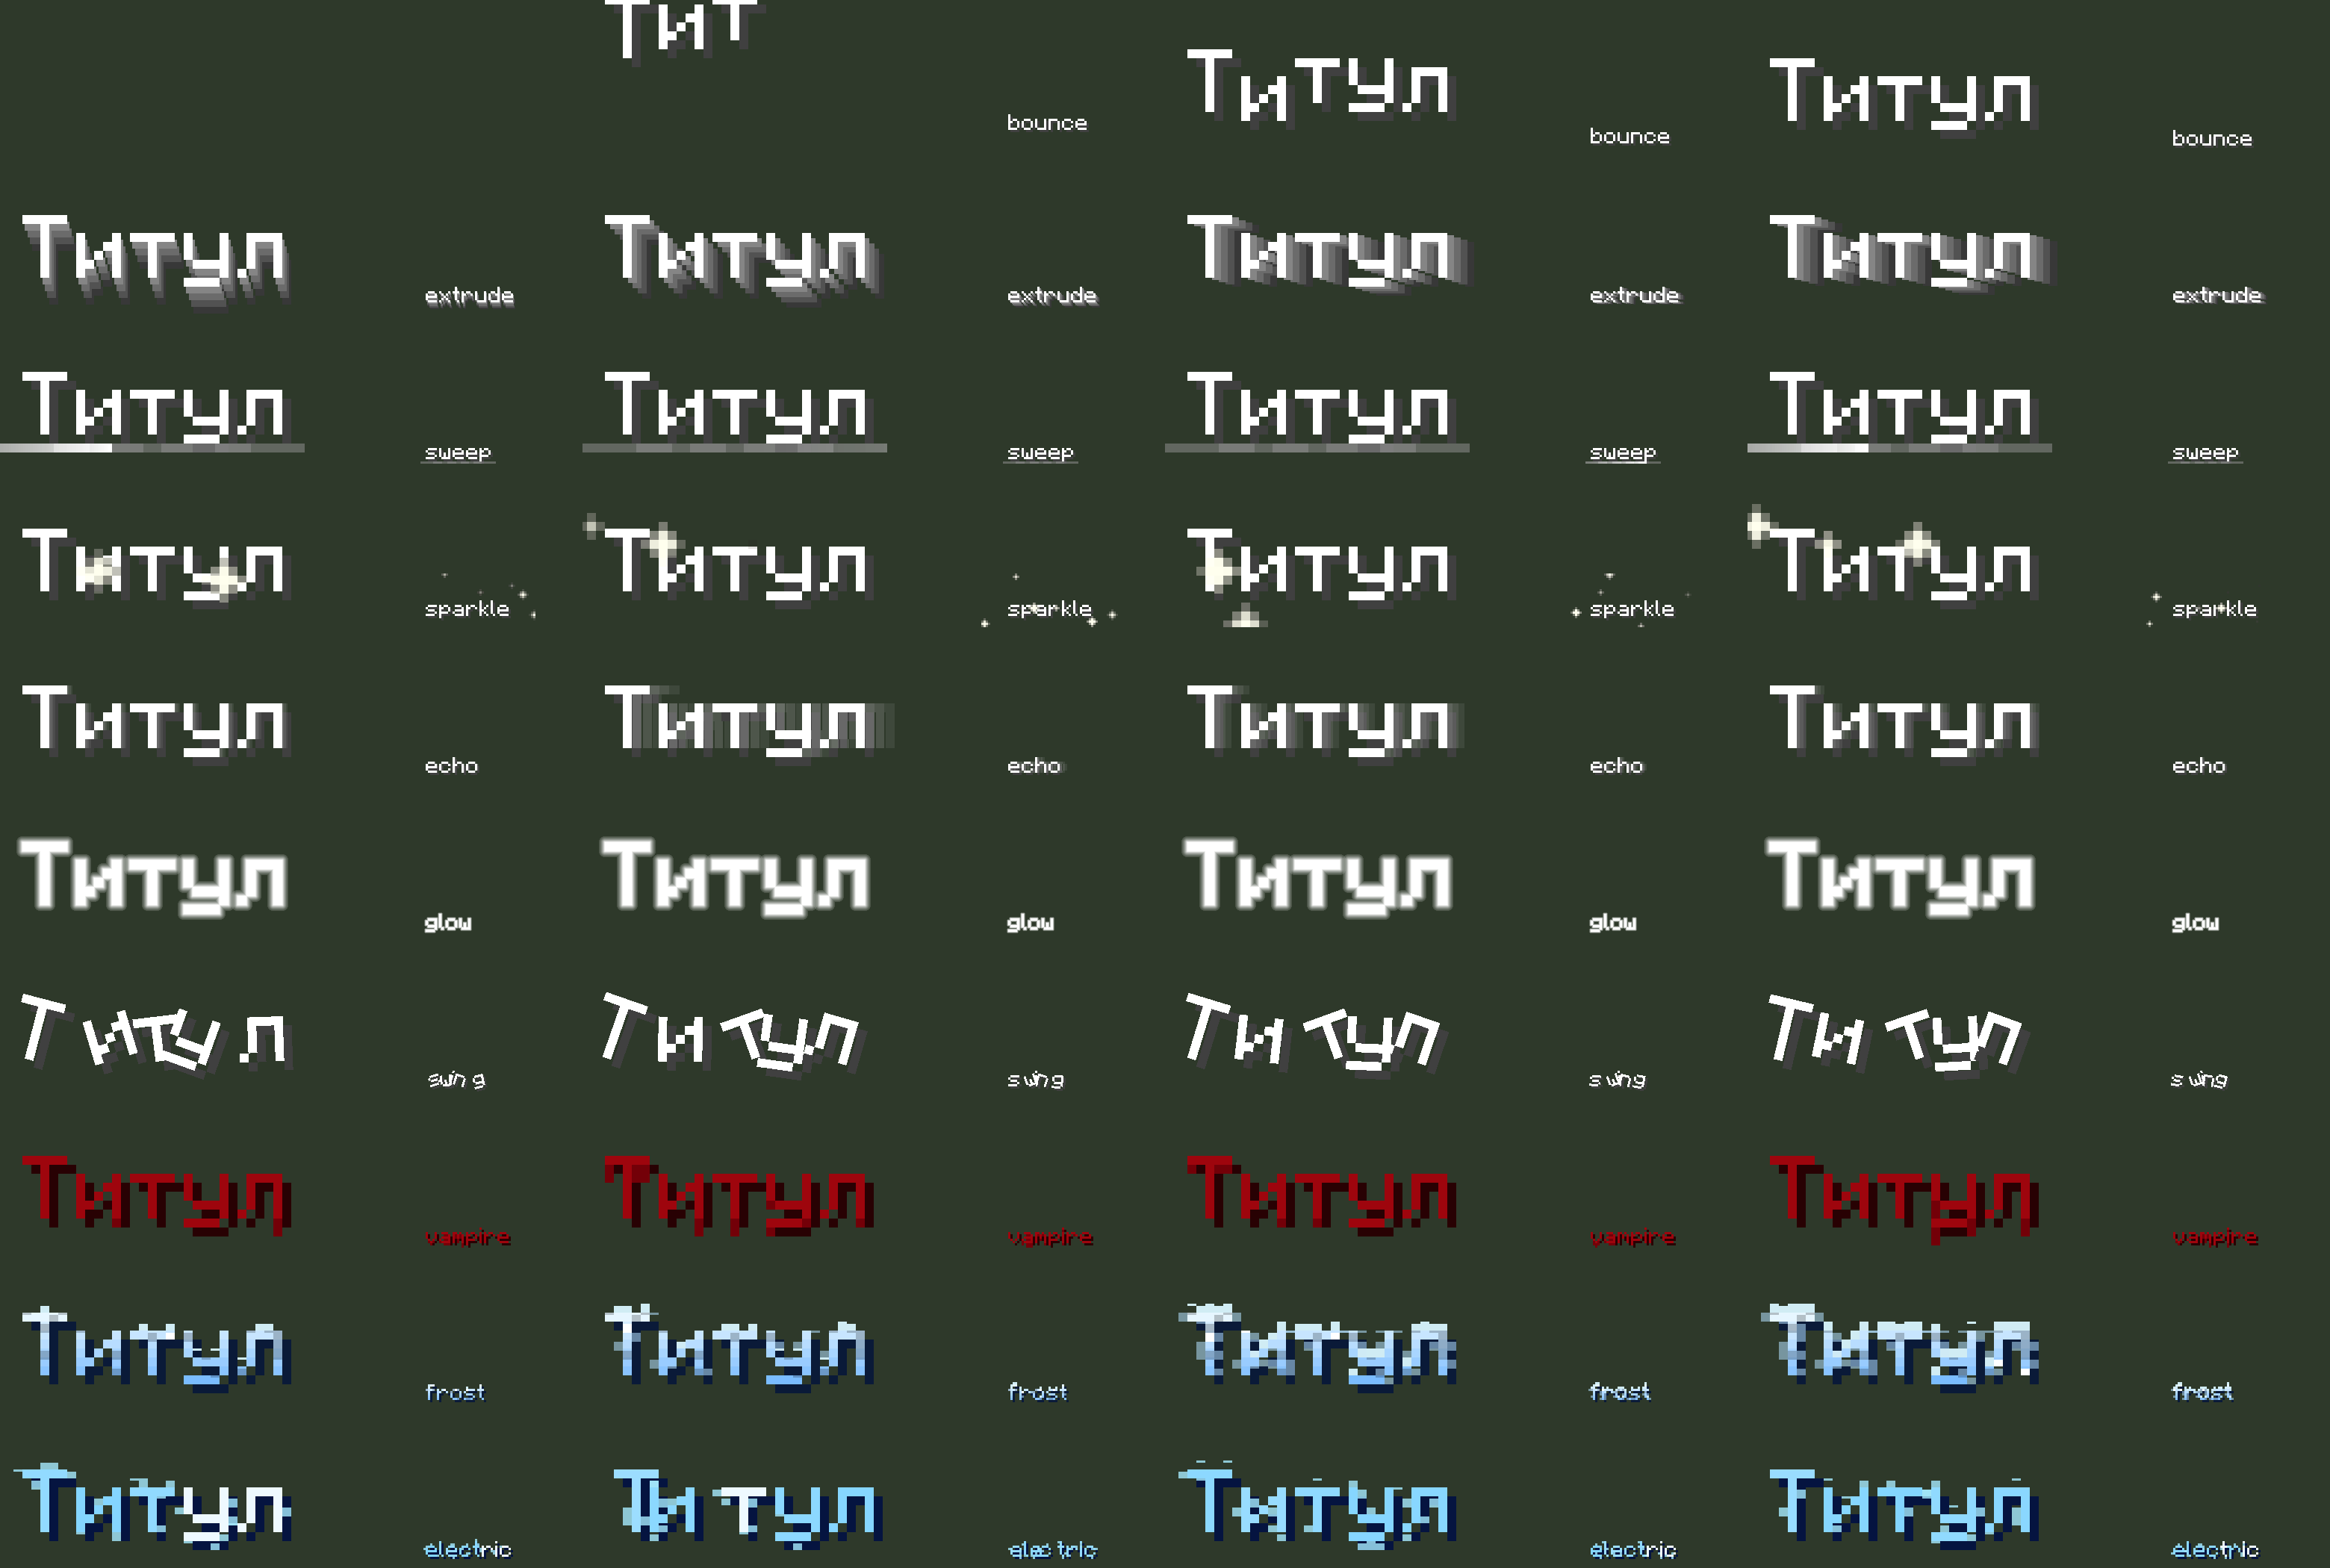 Тит
bounce Титул bounce Титул bounce
Титул extrude Титул extrude Титул extrude Титул extrude
Титул sweep Титул sweep Титул sweep Титул sweep
Титул sparkle Титул sparkle Титул sparkle Титул sparkle
Титул echo Титул echo Титул echo Титул echo
Титул glow Титул glow Титул glow Титул glow
Титул swing Титул swing Титул swing Титул swing
Титул vampire Титул vampire Титул vampire Титул vampire
Титул frost Титул frost Титул frost Титул frost
Титул electric Титул electric Титул electric Титул electric